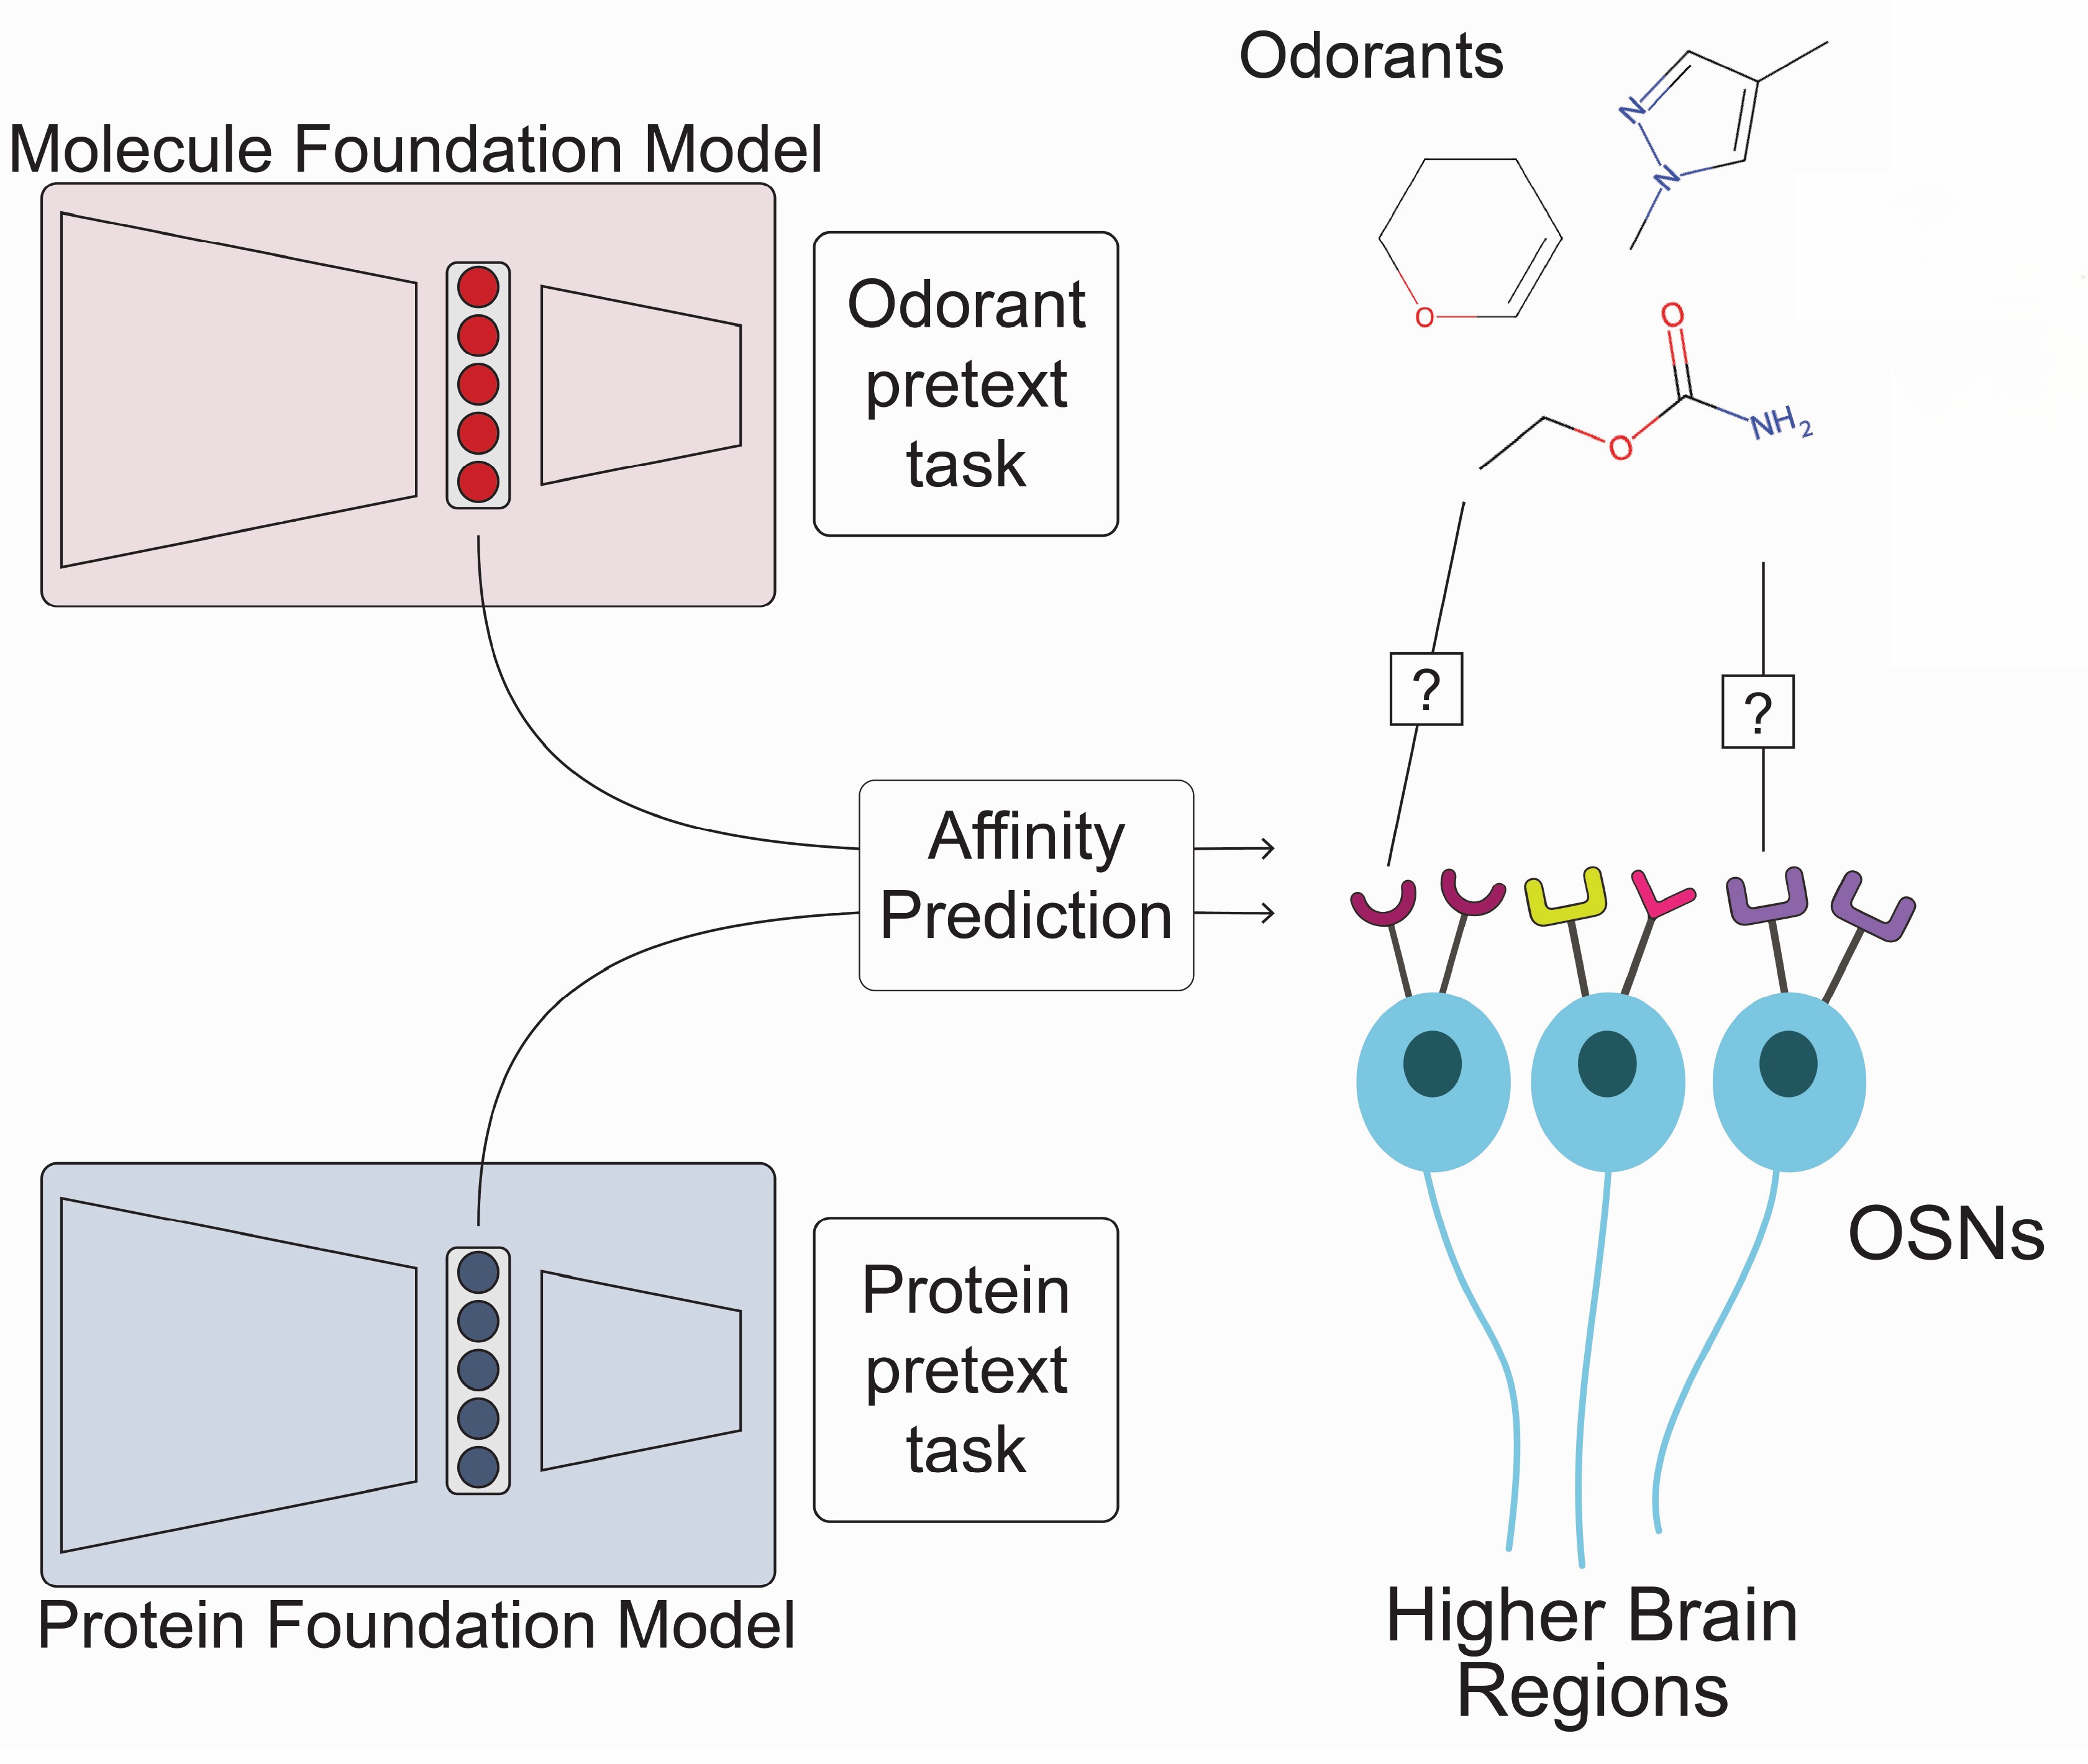 Molecule Foundation Model
Odorant
pretext
task
Odorants
N
N
O
O
O
NH2
?
?
Affinity
Prediction
Protein
pretext
task
Protein Foundation Model
OSNs
Higher Brain
Regions